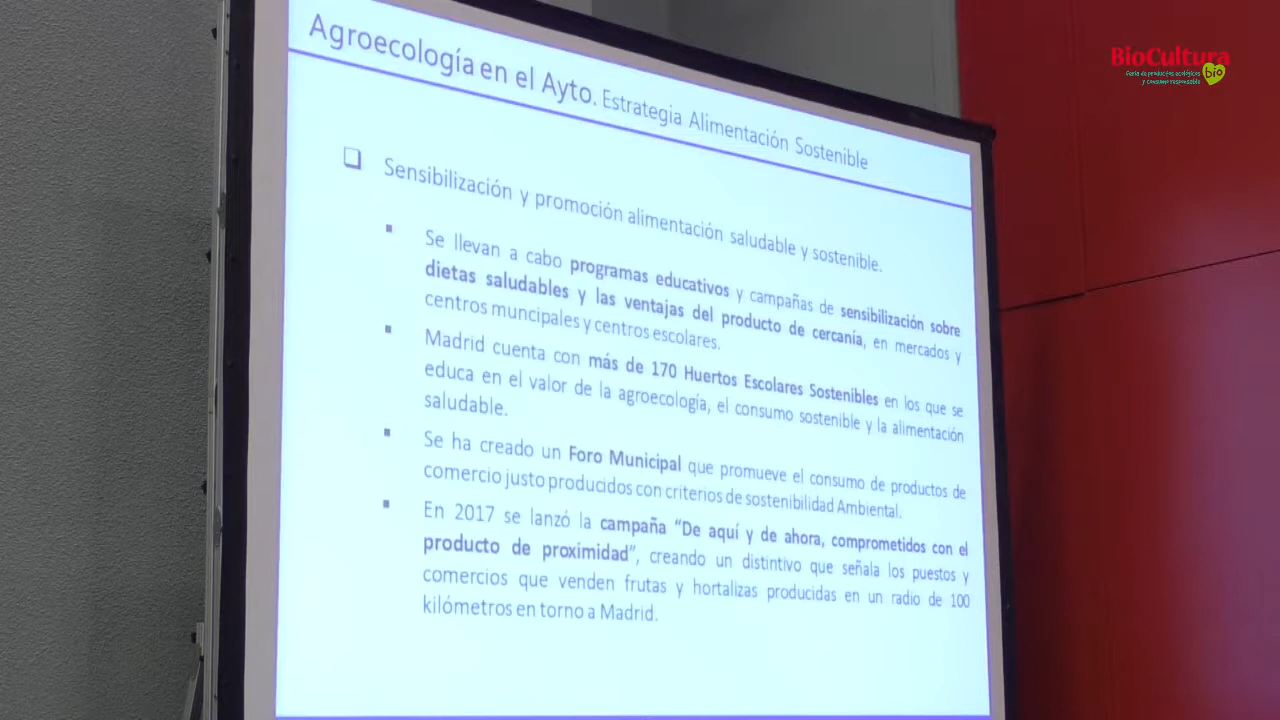 BioCultura
Feria de productos ecológicos
y consumo responsable
bio
Agroecología en el Ayto. Estrategia Alimentación Sostenible
❑ Sensibilización y promoción alimentación saludable y sostenible.
▪ Se llevan a cabo programas educativos y campañas de sensibilización sobre
dietas saludables y las ventajas del producto de cercanía, en mercados y
centros muncipales y centros escolares.
▪ Madrid cuenta con más de 170 Huertos Escolares Sostenibles en los que se
educa en el valor de la agroecología, el consumo sostenible y la alimentación
saludable.
▪ Se ha creado un Foro Municipal que promueve el consumo de productos de
comercio justo producidos con criterios de sostenibilidad Ambiental.
▪ En 2017 se lanzó la campaña “De aquí y de ahora, comprometidos con el
producto de proximidad”, creando un distintivo que señala los puestos y
comercios que venden frutas y hortalizas producidas en un radio de 100
kilómetros en torno a Madrid.